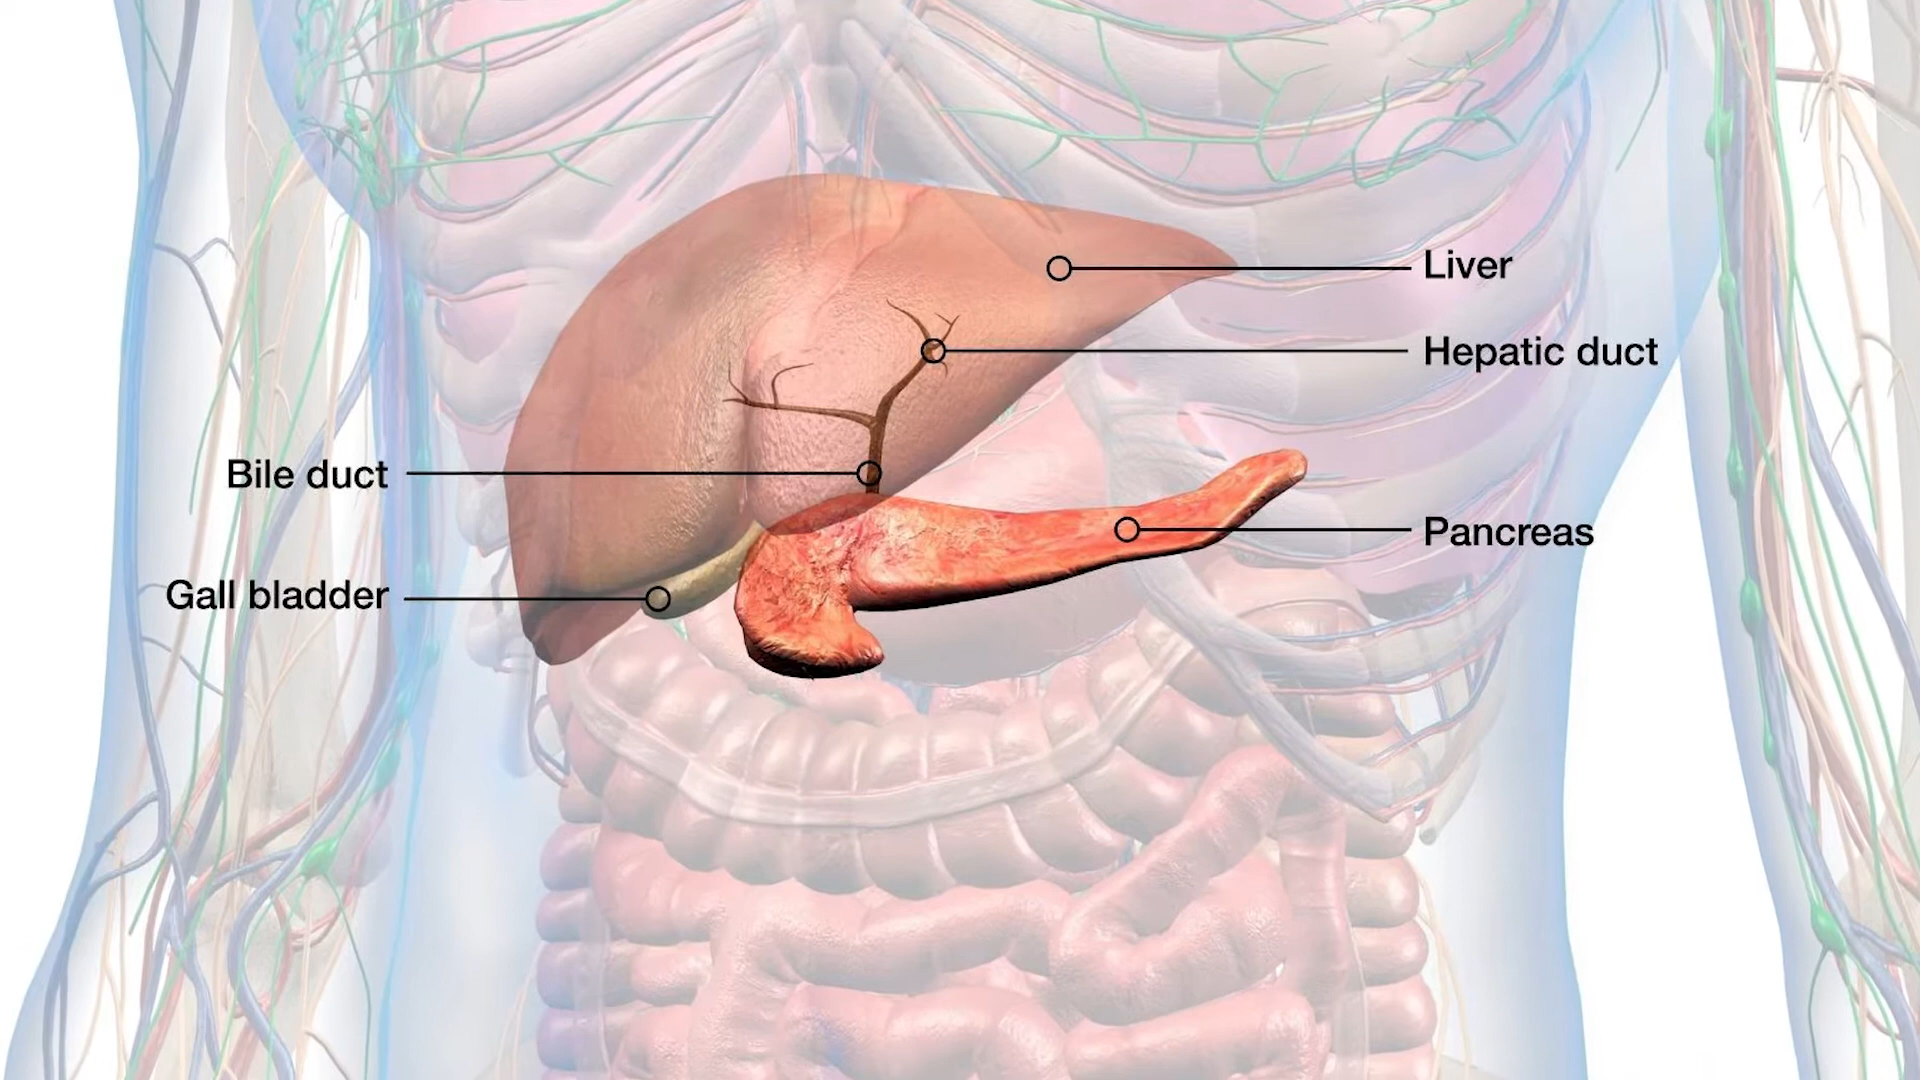 Liver
Hepatic duct
Bile duct
Pancreas
Gall bladder